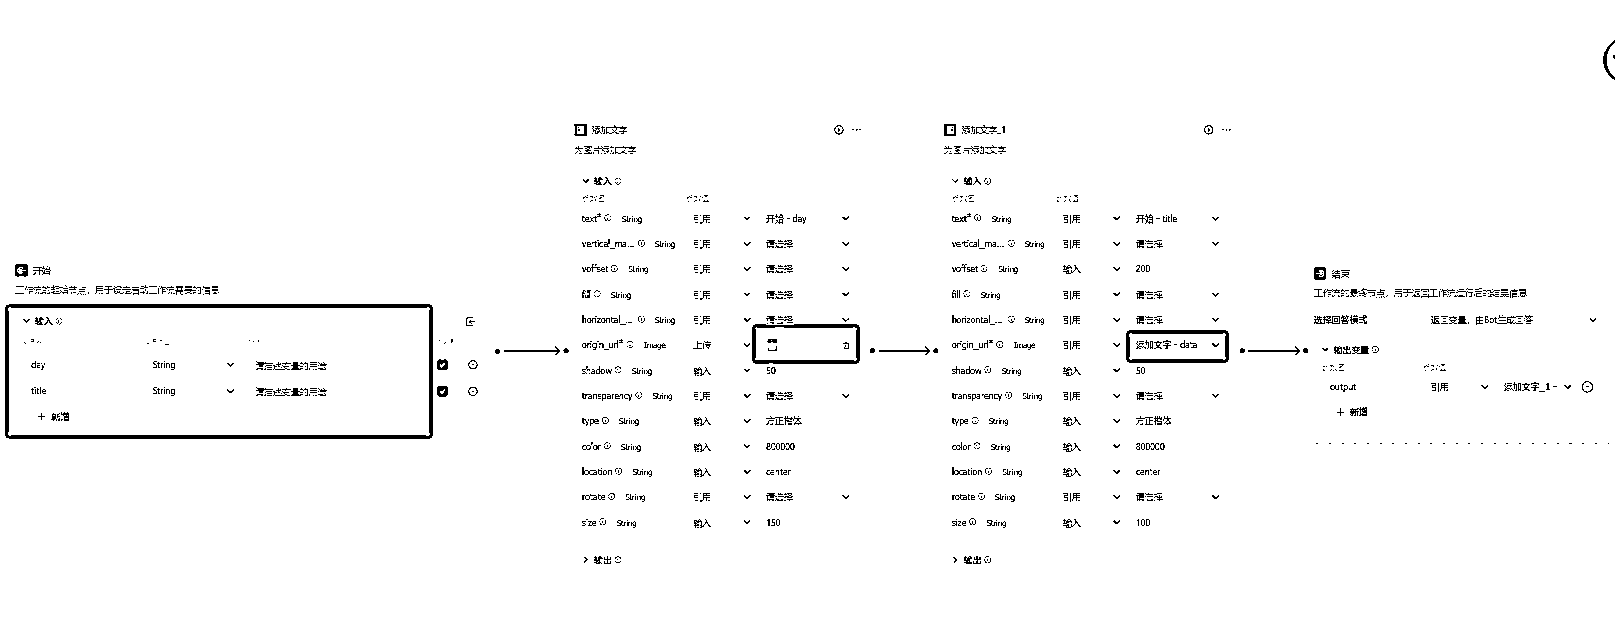 开始
工作流的起始节点，用于设定启动工作流需要的信息
输入
day String 请描述变量的用途
title String 请描述变量的用途
+ 新增
添加文字
为图片添加文字
输入
text* String 引用 开始 - day
vertical_ma... String 引用 请选择
voffset String 引用 请选择
fill String 引用 请选择
horizontal_... String 引用 请选择
origin_url* Image 上传
shadow String 输入 50
transparency String 引用 请选择
type String 输入 方正楷体
color String 输入 800000
location String 输入 center
rotate String 引用 请选择
size String 输入 150
输出
添加文字_1
为图片添加文字
输入
text* String 引用 开始 - title
vertical_ma... String 引用 请选择
voffset String 输入 200
fill String 引用 请选择
horizontal_... String 引用 请选择
origin_url* Image 引用 添加文字 - data
shadow String 输入 50
transparency String 引用 请选择
type String 输入 方正楷体
color String 输入 800000
location String 输入 center
rotate String 引用 请选择
size String 输入 100
输出
结束
工作流的最终节点，用于返回工作流运行后的结果信息
选择回答模式 返回变量，由Bot生成回答
输出变量
output 引用 添加文字_1 -
+ 新增